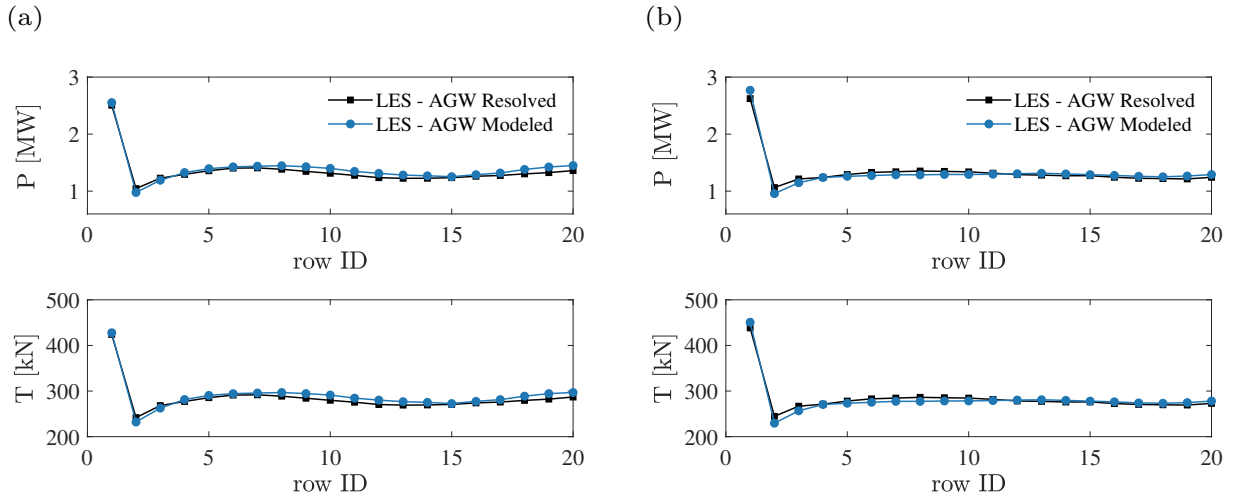 (a)
P [MW]
3
2
1
LES - AGW Resolved
LES - AGW Modeled
0 5 10 15 20
row ID
T [kN]
500
400
300
200
0 5 10 15 20
row ID
(b)
P [MW]
3
2
1
LES - AGW Resolved
LES - AGW Modeled
0 5 10 15 20
row ID
T [kN]
500
400
300
200
0 5 10 15 20
row ID